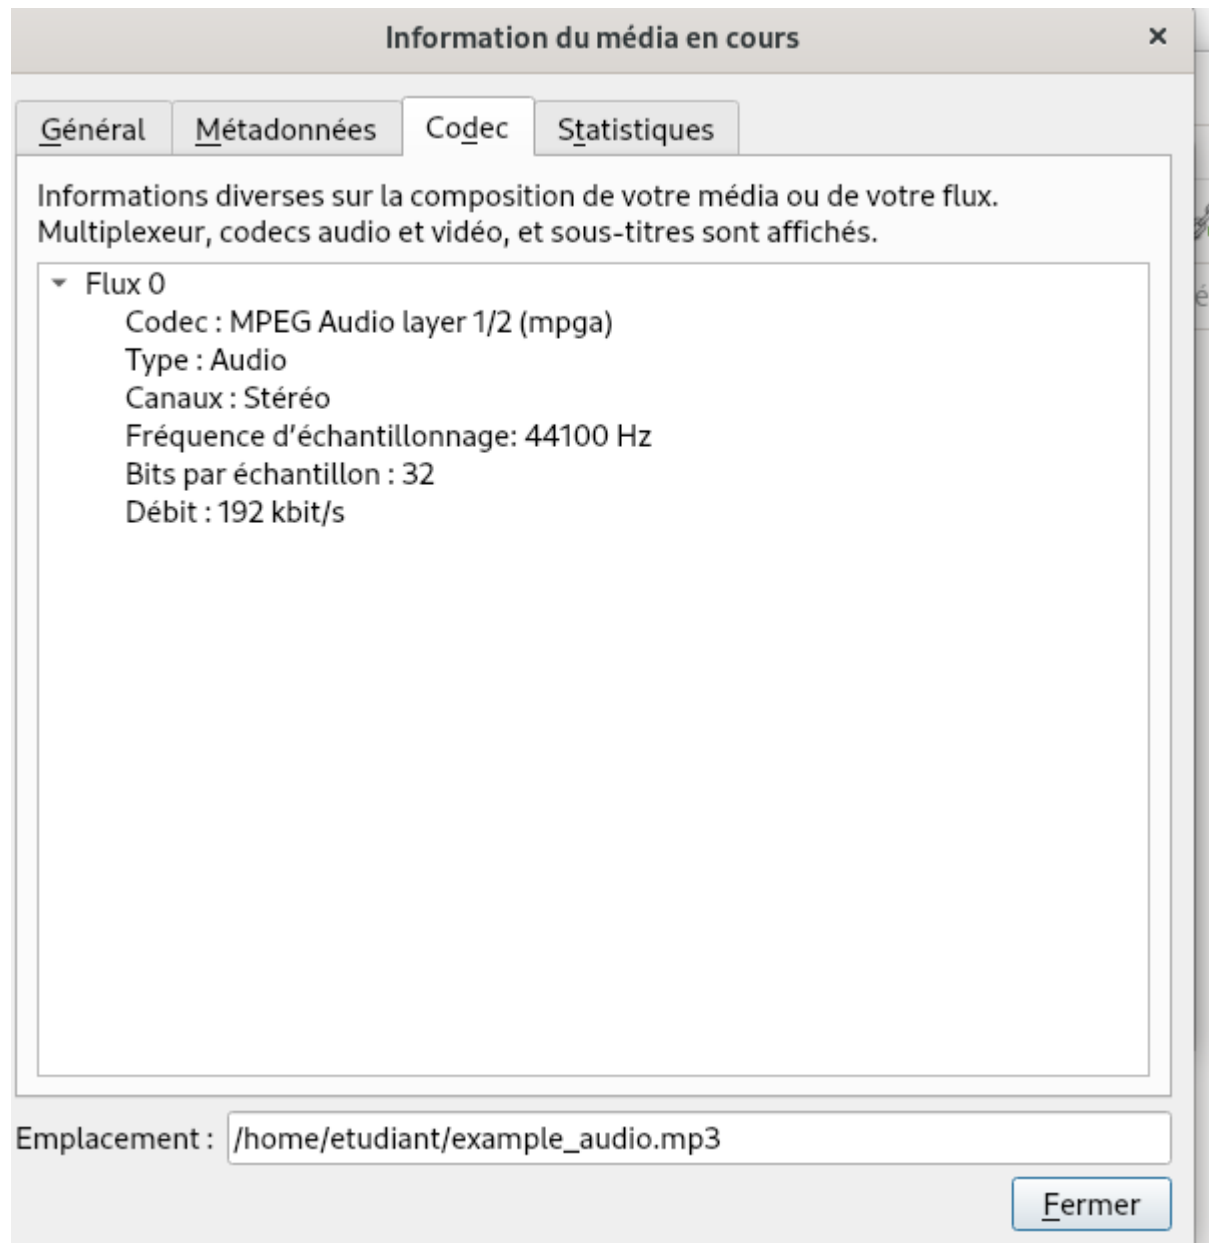 Information du média en cours
Général Métadonnées Codec Statistiques
Informations diverses sur la composition de votre média ou de votre flux.
Multiplexeur, codecs audio et vidéo, et sous-titres sont affichés.
Flux 0
Codec : MPEG Audio layer 1/2 (mpga)
Type : Audio
Canaux : Stéréo
Fréquence d’échantillonnage: 44100 Hz
Bits par échantillon : 32
Débit : 192 kbit/s
Emplacement : /home/etudiant/example_audio.mp3
Fermer